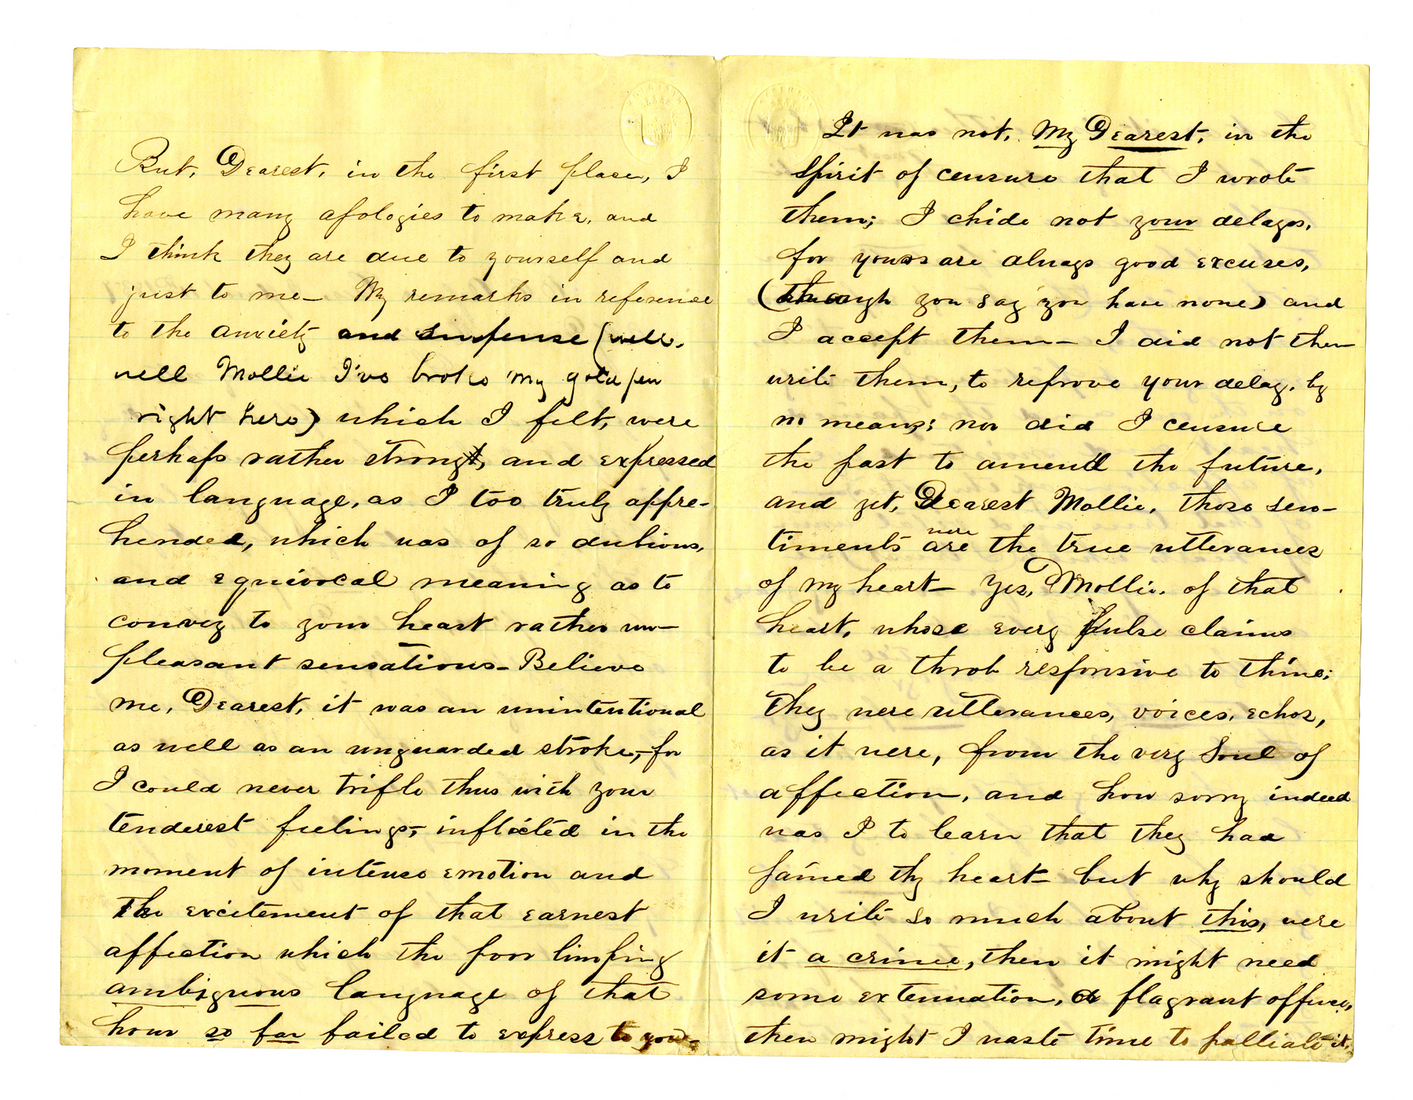 But, Dearest, in the first place, I
have many apologies to make, and
I think they are due to yourself and
just to me— My remarks in reference
to the anxiety and suspense (well,
well Mollie I've broke my gold pen
right here) which I felt, were
perhaps rather strong, and expressed
in language, as I too truly appre-
hended, which was of so dubious,
and equivocal meaning as to
convey to your heart rather un-
pleasant sensations— Believe
me, Dearest, it was an unintentional
as well as an unguarded stroke,—for
I could never trifle thus with your
tenderest feelings,— inflicted in the
moment of intense emotion and
the excitement of that earnest
affection which the poor limping
ambiguous language of that
hour so far failed to express to you—
It was not, My Dearest, in the
Spirit of censure that I wrote
them; I chide not your delays,
for yours are always good excuses,
(though you say you have none) and
I accept them— I did not then
write them, to reprove your delay, by
no means; nor did I censure
the past to amend the future,
and yet, Dearest Mollie, those sen-
timents were
are the true utterances
of my heart— Yes, Mollie, of that
heart, whose every pulse claims
to be a throb responsive to thine;
They were utterances, voices, echos,
as it were, from the very Soul of
affection, and how sorry indeed
was I to learn that they had
pained thy heart— but why should
I write so much about this, were
it a crime, then it might need
some extenuation, a flagrant offence,
then might I waste time to palliate it,